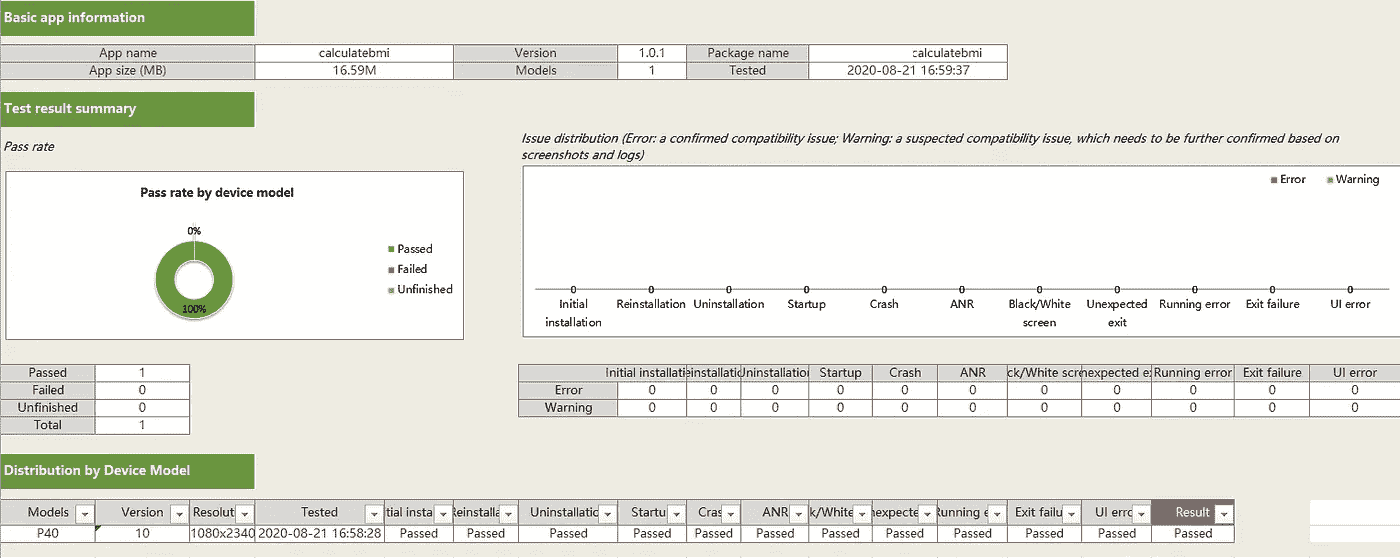 Basic app information
App name calculatebmi Version 1.0.1 Package name calculatebmi
App size (MB) 16.59M Models 1 Tested 2020-08-21 16:59:37
Test result summary
Pass rate
Issue distribution (Error: a confirmed compatibility issue; Warning: a suspected compatibility issue, which needs to be further confirmed based on
screenshots and logs)
Pass rate by device model
0%
100%
Passed
Failed
Unfinished
Error Warning
0 0 0 0 0 0 0 0 0 0 0
Initial Reinstallation Uninstallation Startup Crash ANR Black/White Unexpected Running error Exit failure UI error
installation screen exit
Passed 1
Failed 0
Unfinished 0
Total 1
Initial installati einstallatio Uninstallation Startup Crash ANR ck/White scre nexpected ex Running error Exit failure UI error
Error 0 0 0 0 0 0 0 0 0 0 0
Warning 0 0 0 0 0 0 0 0 0 0 0
Distribution by Device Model
Models Version Resolut Tested tial insta Reinstalla Uninstallatio Startu Cras ANR k/White nexpecte Running e Exit failu UI errc Result
P40 10 1080x2340 2020-08-21 16:58:28 Passed Passed Passed Passed Passed Passed Passed Passed Passed Passed Passed Passed